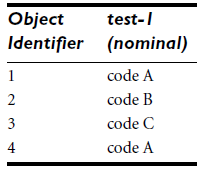 Object test-1
Identifier (nominal)
1 code A
2 code B
3 code C
4 code A